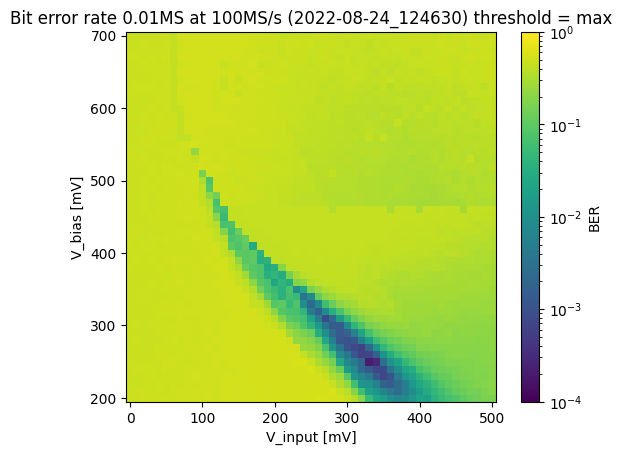 Bit error rate 0.01MS at 100MS/s (2022-08-24_124630) threshold = max
700
600
500
400
300
200
V_bias [mV]
0 100 200 300 400 500
V_input [mV]
10^0
10^-1
10^-2
10^-3
10^-4
BER